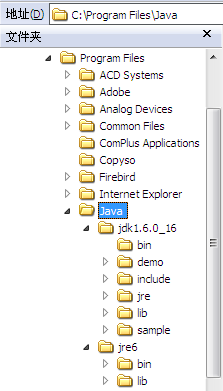 地址(D) C:\Program Files\Java
文件夹
Program Files
ACD Systems
Adobe
Analog Devices
Common Files
ComPlus Applications
Copyso
Firebird
Internet Explorer
Java
jdk1.6.0_16
bin
demo
include
jre
lib
sample
jre6
bin
lib